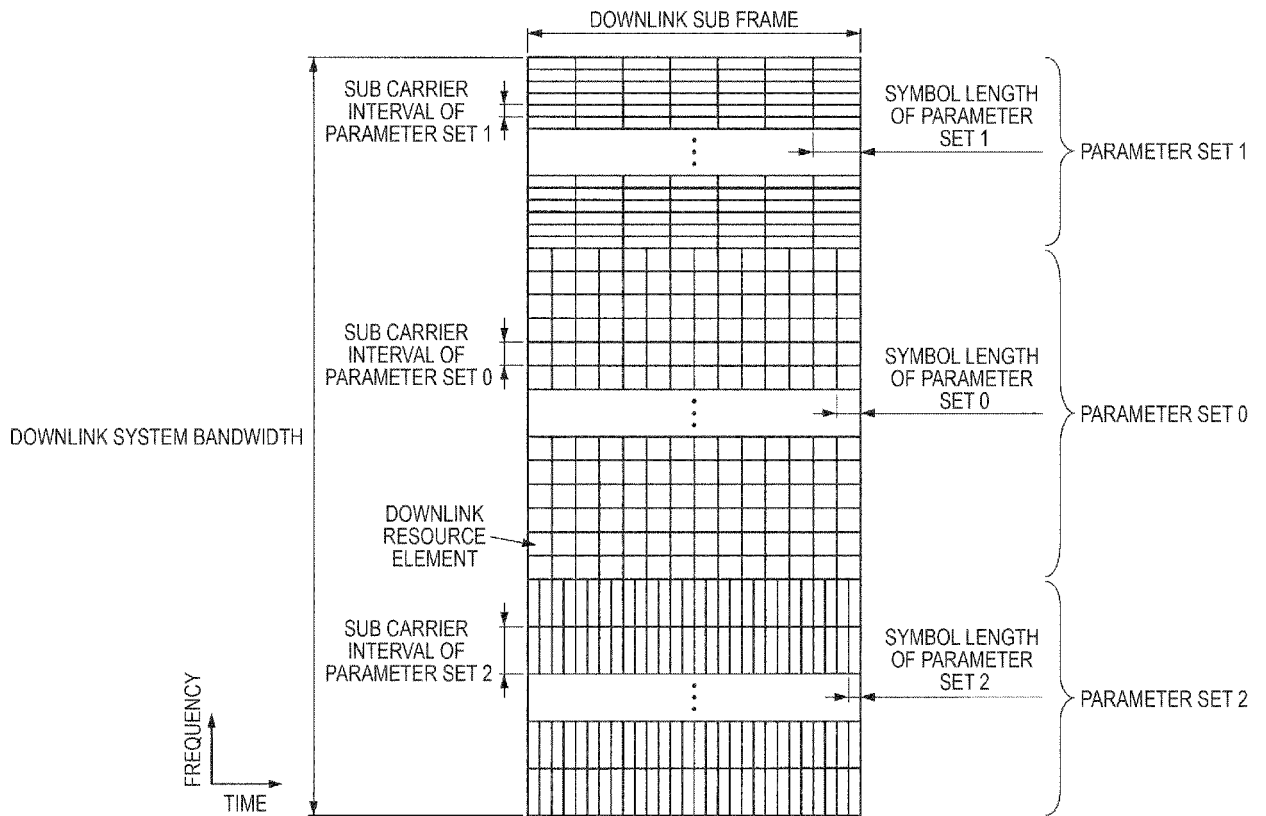 DOWNLINK SUB FRAME
SUB CARRIER
INTERVAL OF
PARAMETER SET 1
SYMBOL LENGTH
OF PARAMETER
SET 1
PARAMETER SET 1
SUB CARRIER
INTERVAL OF
PARAMETER SET 0
SYMBOL LENGTH
OF PARAMETER
SET 0
PARAMETER SET 0
DOWNLINK SYSTEM BANDWIDTH
DOWNLINK
RESOURCE
ELEMENT
SUB CARRIER
INTERVAL OF
PARAMETER SET 2
SYMBOL LENGTH
OF PARAMETER
SET 2
PARAMETER SET 2
FREQUENCY
TIME